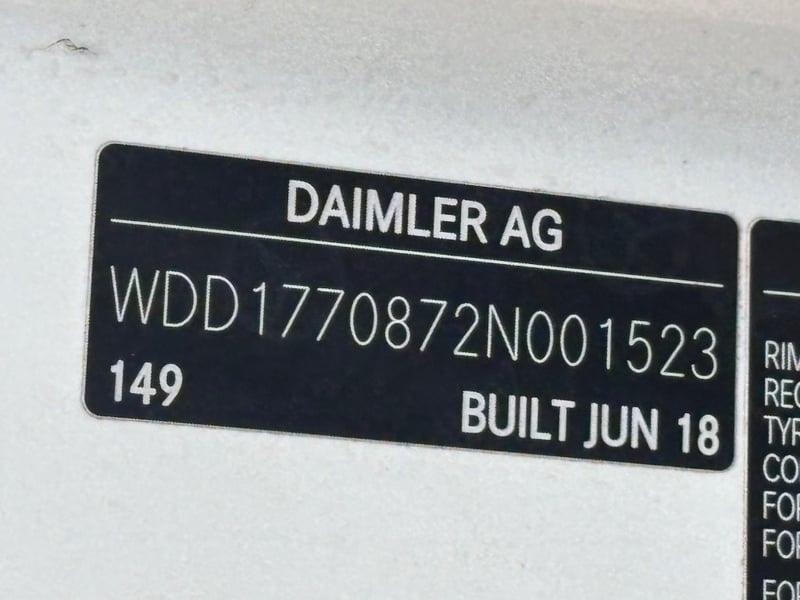 DAIMLER AG
WDD1770872N001523
149
BUILT JUN 18